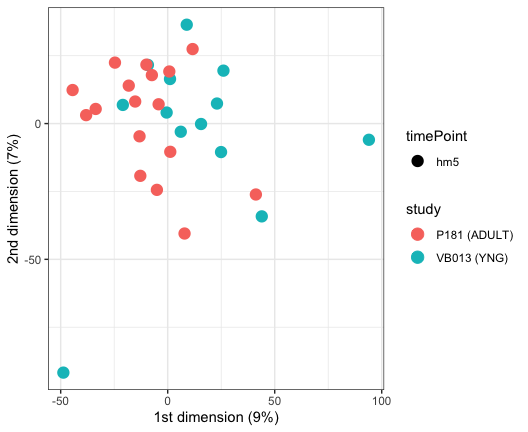 2nd dimension (7%)
0
-50
-50
0
50
100
1st dimension (9%)
timePoint
hm5
study
P181 (ADULT)
VB013 (YNG)